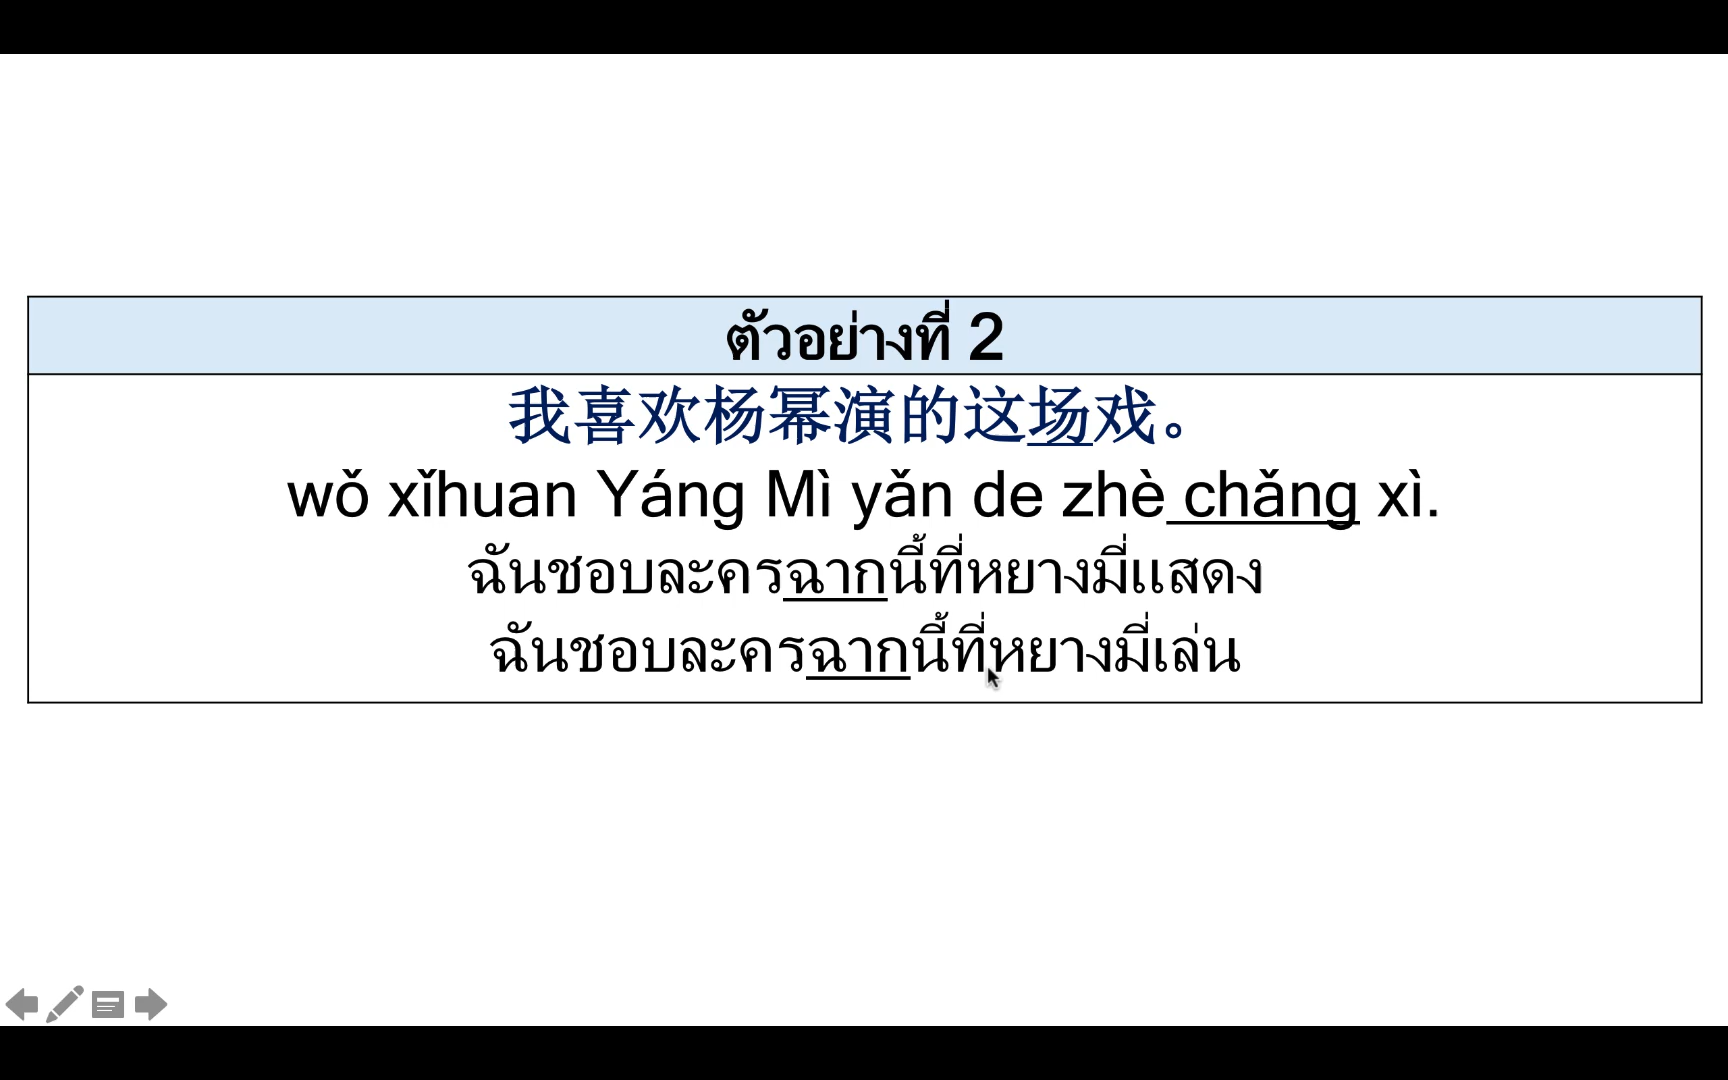 ตัวอย่างที่ 2
我喜欢杨幂演的这场戏。
wǒ xǐhuan Yáng Mì yǎn de zhè chǎng xì.
ฉันชอบละครฉากนี้ที่หยางมี่แสดง
ฉันชอบละครฉากนี้ที่หยางมี่เล่น